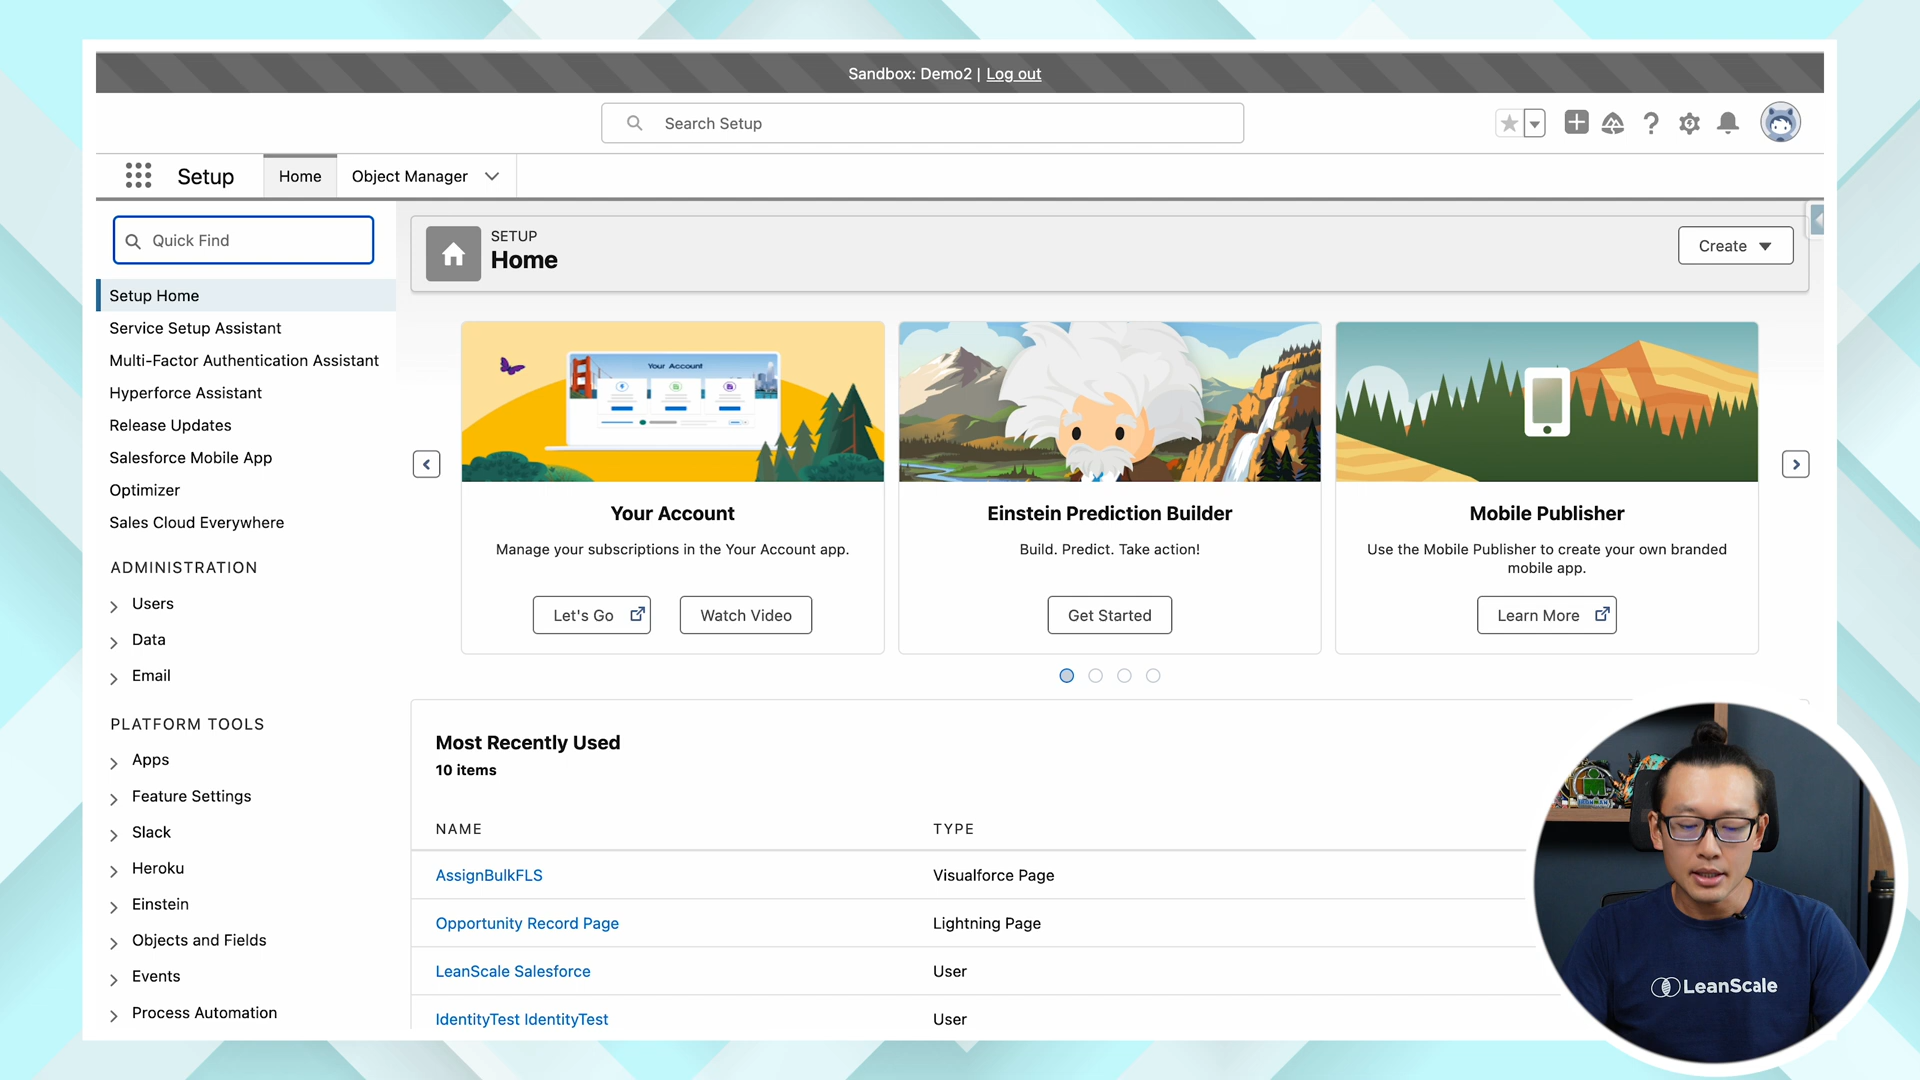 Sandbox: Demo2 | Log out
Search Setup
Setup
Home
Object Manager
Quick Find
Setup Home
Service Setup Assistant
Multi-Factor Authentication Assistant
Hyperforce Assistant
Release Updates
Salesforce Mobile App
Optimizer
Sales Cloud Everywhere
ADMINISTRATION
Users
Data
Email
PLATFORM TOOLS
Apps
Feature Settings
Slack
Heroku
Einstein
Objects and Fields
Events
Process Automation
SETUP
Home
Create
Your Account
Your Account
Manage your subscriptions in the Your Account app.
Let's Go
Watch Video
Einstein Prediction Builder
Build. Predict. Take action!
Get Started
Mobile Publisher
Use the Mobile Publisher to create your own branded
mobile app.
Learn More
Most Recently Used
10 items
NAME
TYPE
AssignBulkFLS
Visualforce Page
Opportunity Record Page
Lightning Page
LeanScale Salesforce
User
IdentityTest IdentityTest
User
LeanScale